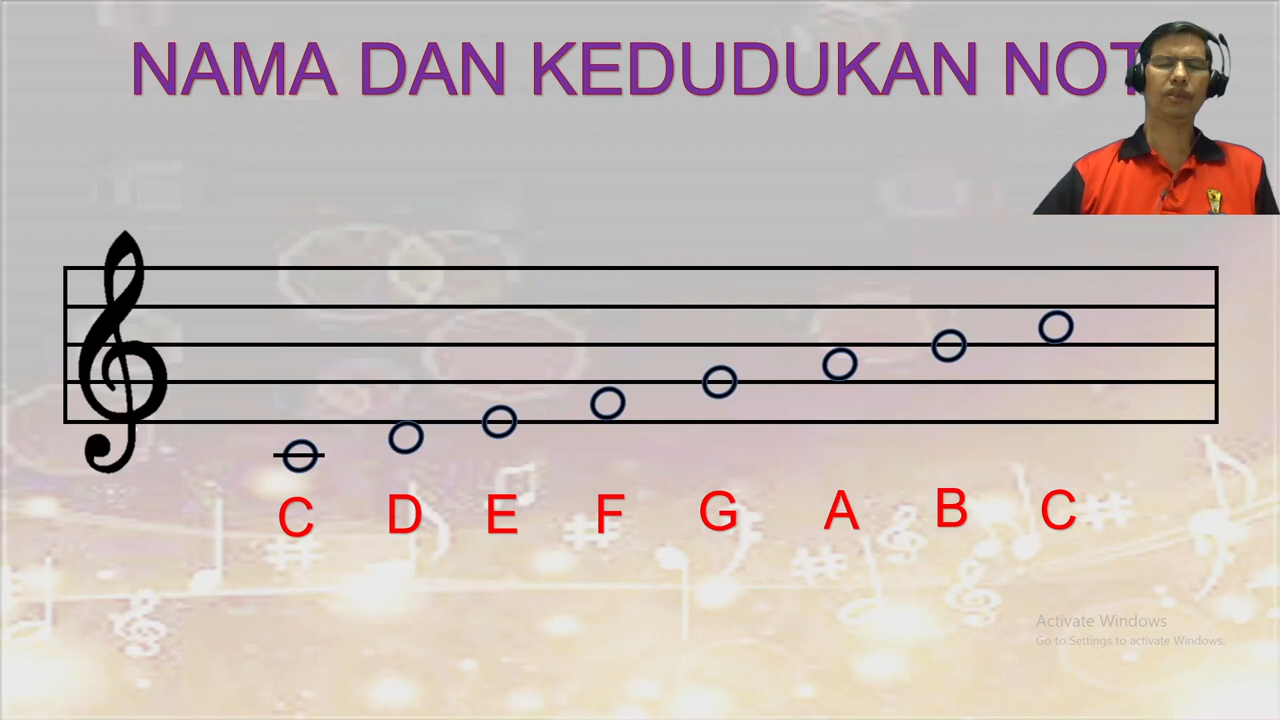 NAMA DAN KEDUDUKAN NOT
C D E F G A B C
Activate Windows
Go to Settings to activate Windows.